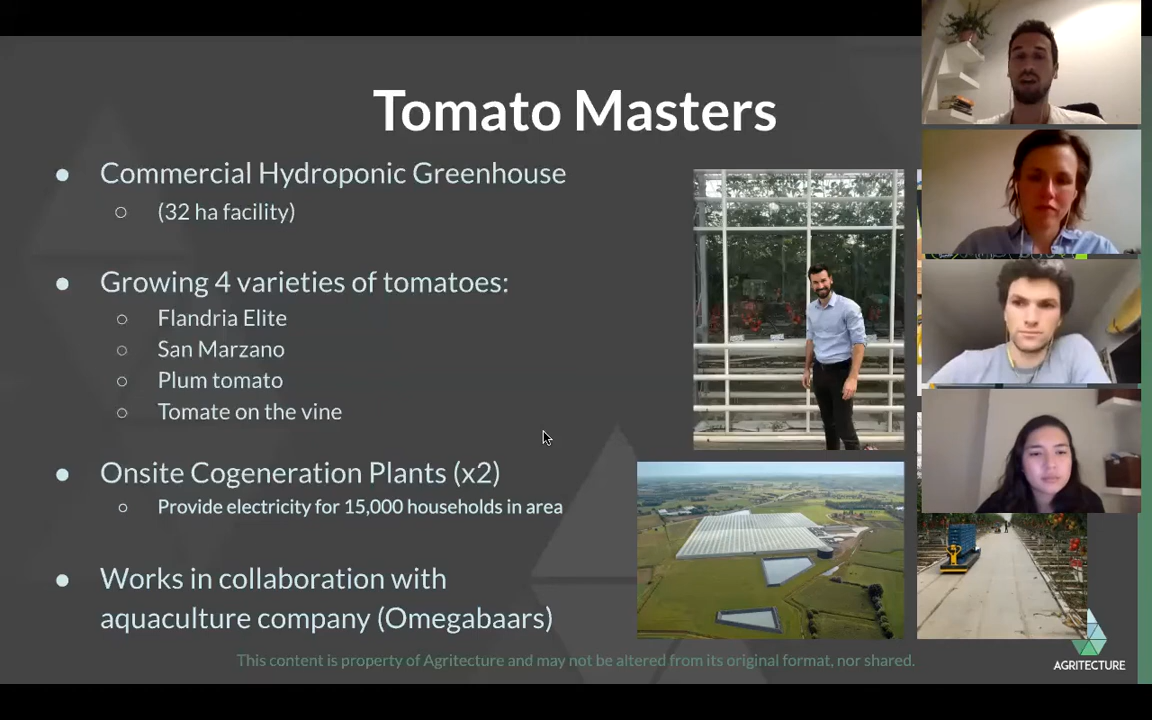 Tomato Masters
● Commercial Hydroponic Greenhouse
○ (32 ha facility)
● Growing 4 varieties of tomatoes:
○ Flandria Elite
○ San Marzano
○ Plum tomato
○ Tomate on the vine
● Onsite Cogeneration Plants (x2)
○ Provide electricity for 15,000 households in area
● Works in collaboration with
aquaculture company (Omegabaars)
This content is property of Agritecture and may not be altered from its original format, nor shared.
AGRITECTURE